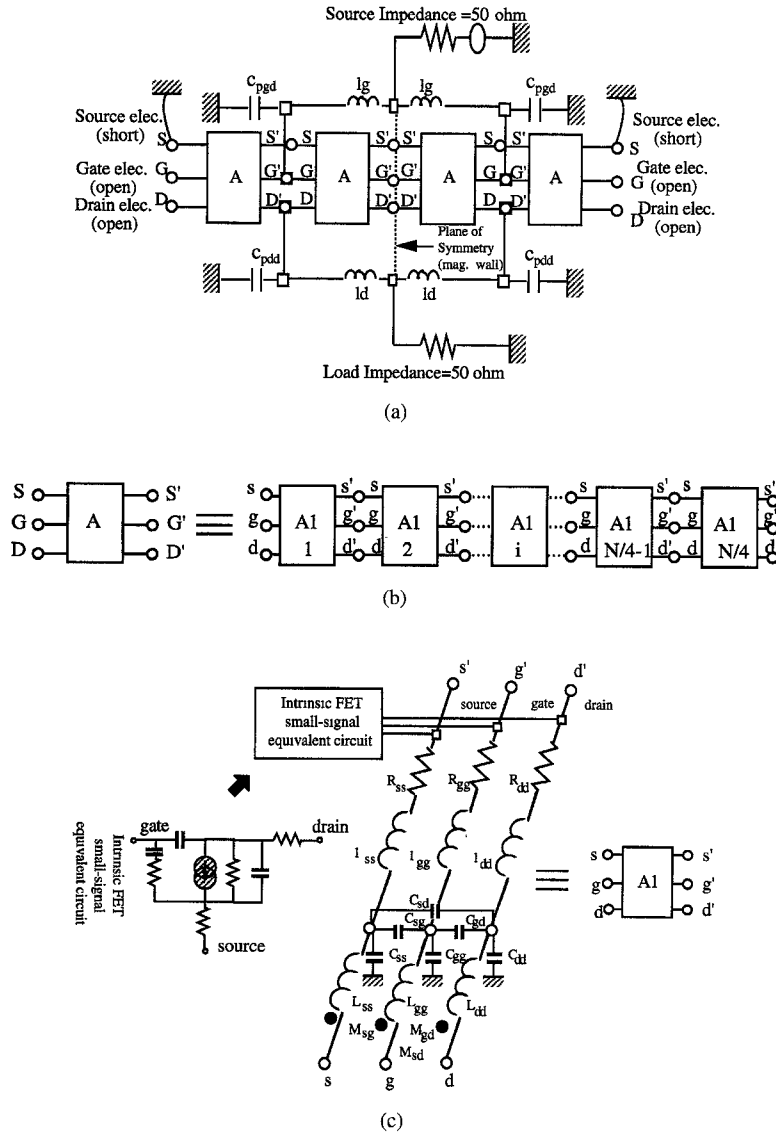 Source Impedance =50 ohm
lg lg
Cpgd Cpgd
Source elec. (short)
S S' S S' S S' S S' S
Source elec. (short)
Gate elec. (open)
G A G' G A G' G A G' G A G
Gate elec. (open)
Drain elec. (open)
D D' D D' D D' D D
Drain elec. (open)
Plane of
Symmetry
(mag. wall)
Cpdd Cpdd
ld ld
Load Impedance=50 ohm
(a)
S S' s s' s s' s s' s s' s s'
G A G' g A1 g' g A1 g' A1 g A1 g' g A1 g'
D D' d 1 d' d 2 d' i d N/4-1 d' d N/4 d'
(b)
s' g' d'
Intrinsic FET
small-signal
equivalent circuit
source gate drain
Rss Rgg Rdd
gate drain
Intrinsic FET
small-signal
equivalent circuit
source
lss lgg ldd
s s'
g A1 g'
d d'
Csd
Csg Cgd
Css Cgg Cdd
Lss Lgg Ldd
Msg Mgd
Msd
s g d
(c)